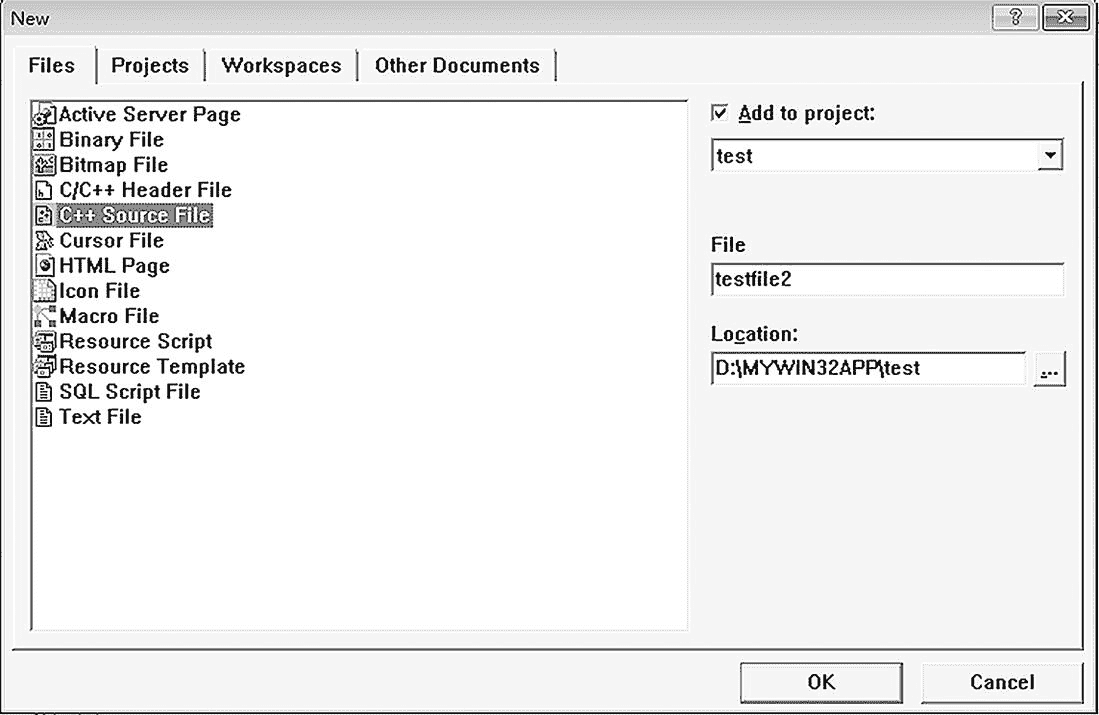 New
Files
Projects
Workspaces
Other Documents
Active Server Page
Binary File
Bitmap File
C/C++ Header File
C++ Source File
Cursor File
HTML Page
Icon File
Macro File
Resource Script
Resource Template
SQL Script File
Text File
Add to project:
test
File
testfile2
Location:
D:\MYWIN32APP\test
...
OK
Cancel